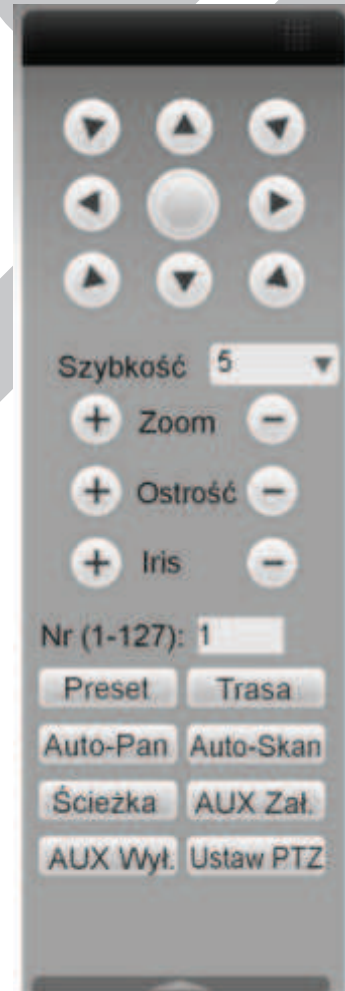 Szybkość 5
+ Zoom −
+ Ostrość −
+ Iris −
Nr (1-127): 1
Preset Trasa
Auto-Pan Auto-Skan
Ścieżka AUX Zał.
AUX Wył. Ustaw PTZ